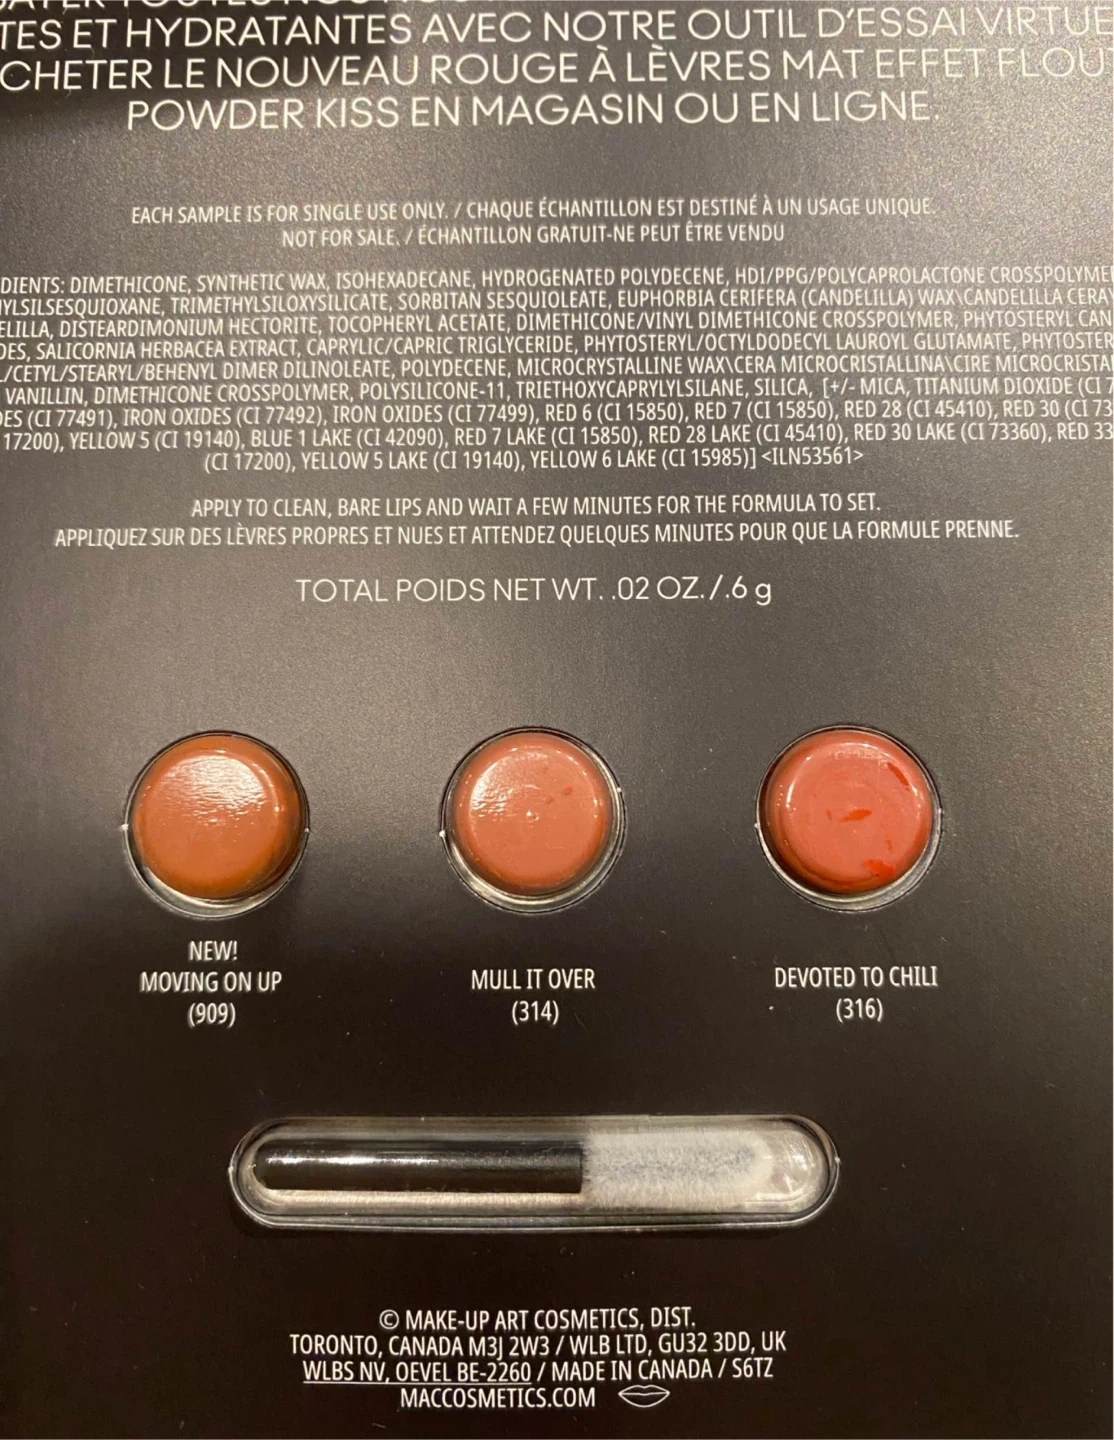 TES ET HYDRATANTES AVEC NOTRE OUTIL D'ESSAI VIRTUE
CHETER LE NOUVEAU ROUGE À LÈVRES MAT EFFET FLOU
POWDER KISS EN MAGASIN OU EN LIGNE.
EACH SAMPLE IS FOR SINGLE USE ONLY. / CHAQUE ÉCHANTILLON EST DESTINÉ À UN USAGE UNIQUE.
NOT FOR SALE. / ÉCHANTILLON GRATUIT-NE PEUT ÊTRE VENDU
DIENTS: DIMETHICONE, SYNTHETIC WAX, ISOHEXADECANE, HYDROGENATED POLYDECENE, HDI/PPG/POLYCAPROLACTONE CROSSPOLYME
YLSILSESQUIOXANE, TRIMETHYLSILOXYSILICATE, SORBITAN SESQUIOLEATE, EUPHORBIA CERIFERA (CANDELILLA) WAX\CANDELILLA CERA
ELILLA, DISTEARDIMONIUM HECTORITE, TOCOPHERYL ACETATE, DIMETHICONE/VINYL DIMETHICONE CROSSPOLYMER, PHYTOSTERYL CAN
DES, SALICORNIA HERBACEA EXTRACT, CAPRYLIC/CAPRIC TRIGLYCERIDE, PHYTOSTERYL/OCTYLDODECYL LAUROYL GLUTAMATE, PHYTOSTER
L/CETYL/STEARYL/BEHENYL DIMER DILINOLEATE, POLYDECENE, MICROCRYSTALLINE WAX\CERA MICROCRISTALLINA\CIRE MICROCRISTA
VANILLIN, DIMETHICONE CROSSPOLYMER, POLYSILICONE-11, TRIETHOXYCAPRYLYLSILANE, SILICA, [+/- MICA, TITANIUM DIOXIDE (CI 7
DES (CI 77491), IRON OXIDES (CI 77492), IRON OXIDES (CI 77499), RED 6 (CI 15850), RED 7 (CI 15850), RED 28 (CI 45410), RED 30 (CI 73
17200), YELLOW 5 (CI 19140), BLUE 1 LAKE (CI 42090), RED 7 LAKE (CI 15850), RED 28 LAKE (CI 45410), RED 30 LAKE (CI 73360), RED 33
(CI 17200), YELLOW 5 LAKE (CI 19140), YELLOW 6 LAKE (CI 15985)] <ILN53561>
APPLY TO CLEAN, BARE LIPS AND WAIT A FEW MINUTES FOR THE FORMULA TO SET.
APPLIQUEZ SUR DES LÈVRES PROPRES ET NUES ET ATTENDEZ QUELQUES MINUTES POUR QUE LA FORMULE PRENNE.
TOTAL POIDS NET WT. .02 OZ./.6 g
NEW!
MOVING ON UP
(909)
MULL IT OVER
(314)
DEVOTED TO CHILI
(316)
© MAKE-UP ART COSMETICS, DIST.
TORONTO, CANADA M3J 2W3 / WLB LTD, GU32 3DD, UK
WLBS NV, OEVEL BE-2260 / MADE IN CANADA / S6TZ
MACCOSMETICS.COM